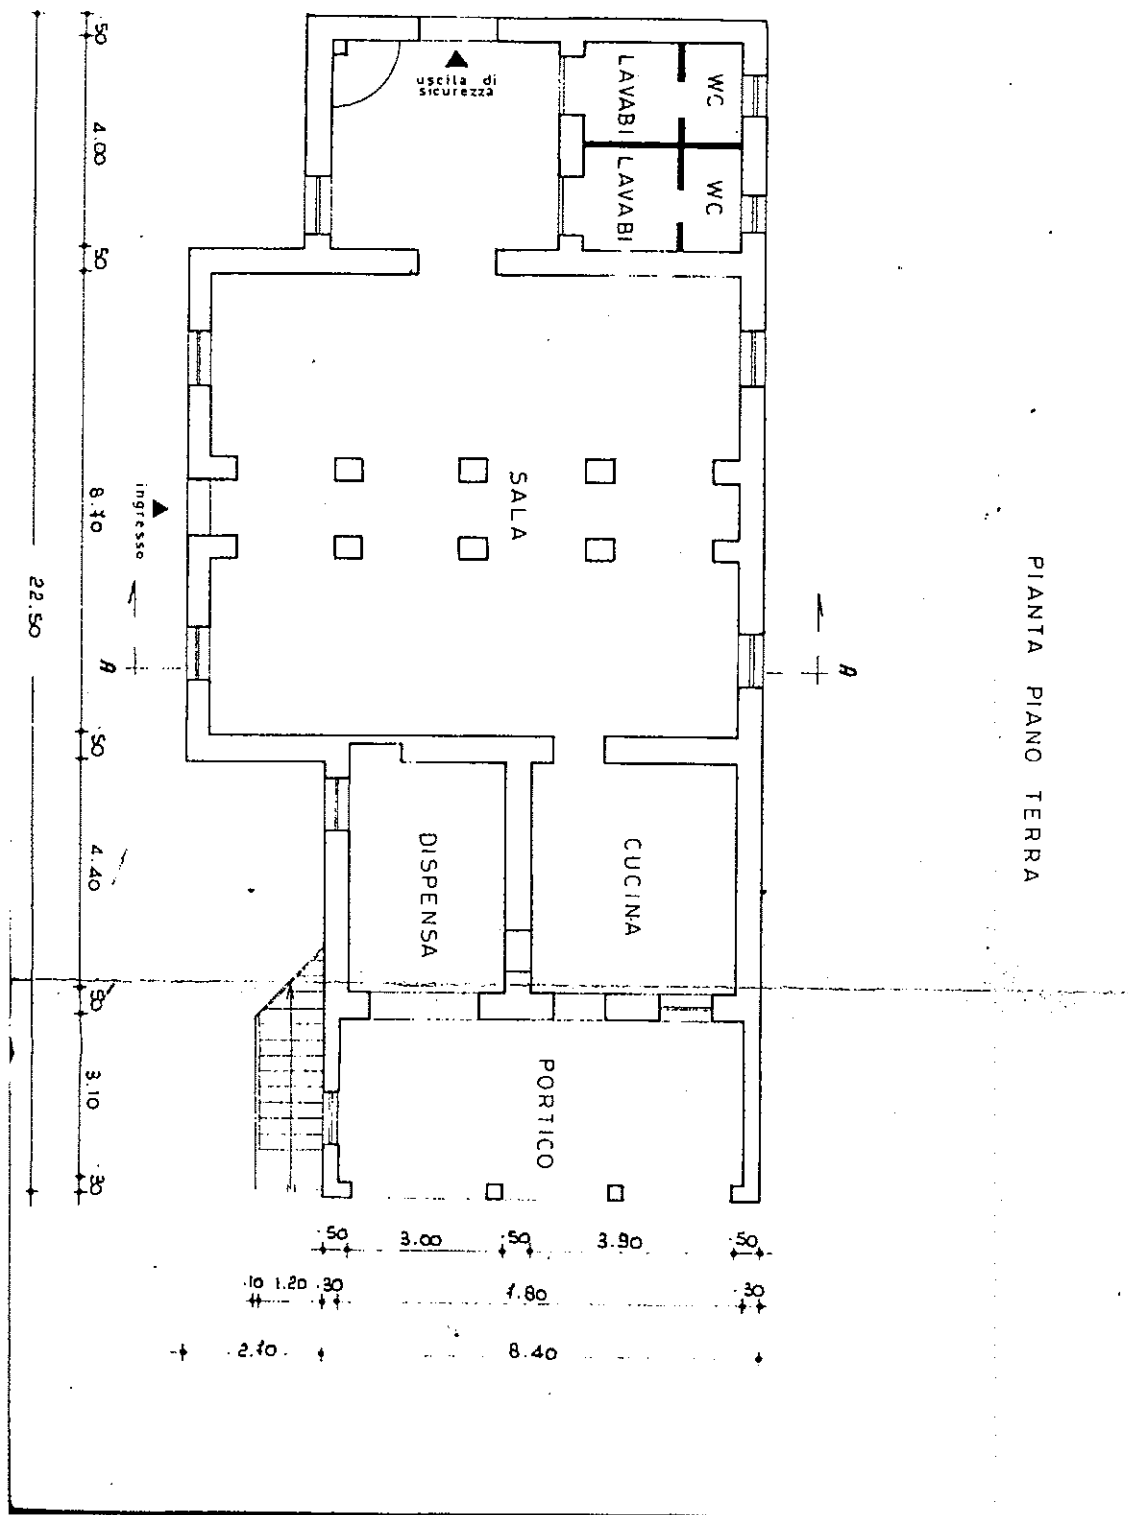 PIANTA PIANO TERRA
WC
LAVABI
WC
LAVABI
uscita di
sicurezza
SALA
ingresso
A
A
CUCINA
DISPENSA
PORTICO
.50
4.00
.50
8.70
.50
4.40
.50
3.10
.30
22.50
.50
3.00
.50
3.90
.50
.10
1.20
.30
7.80
.30
2.70
8.40